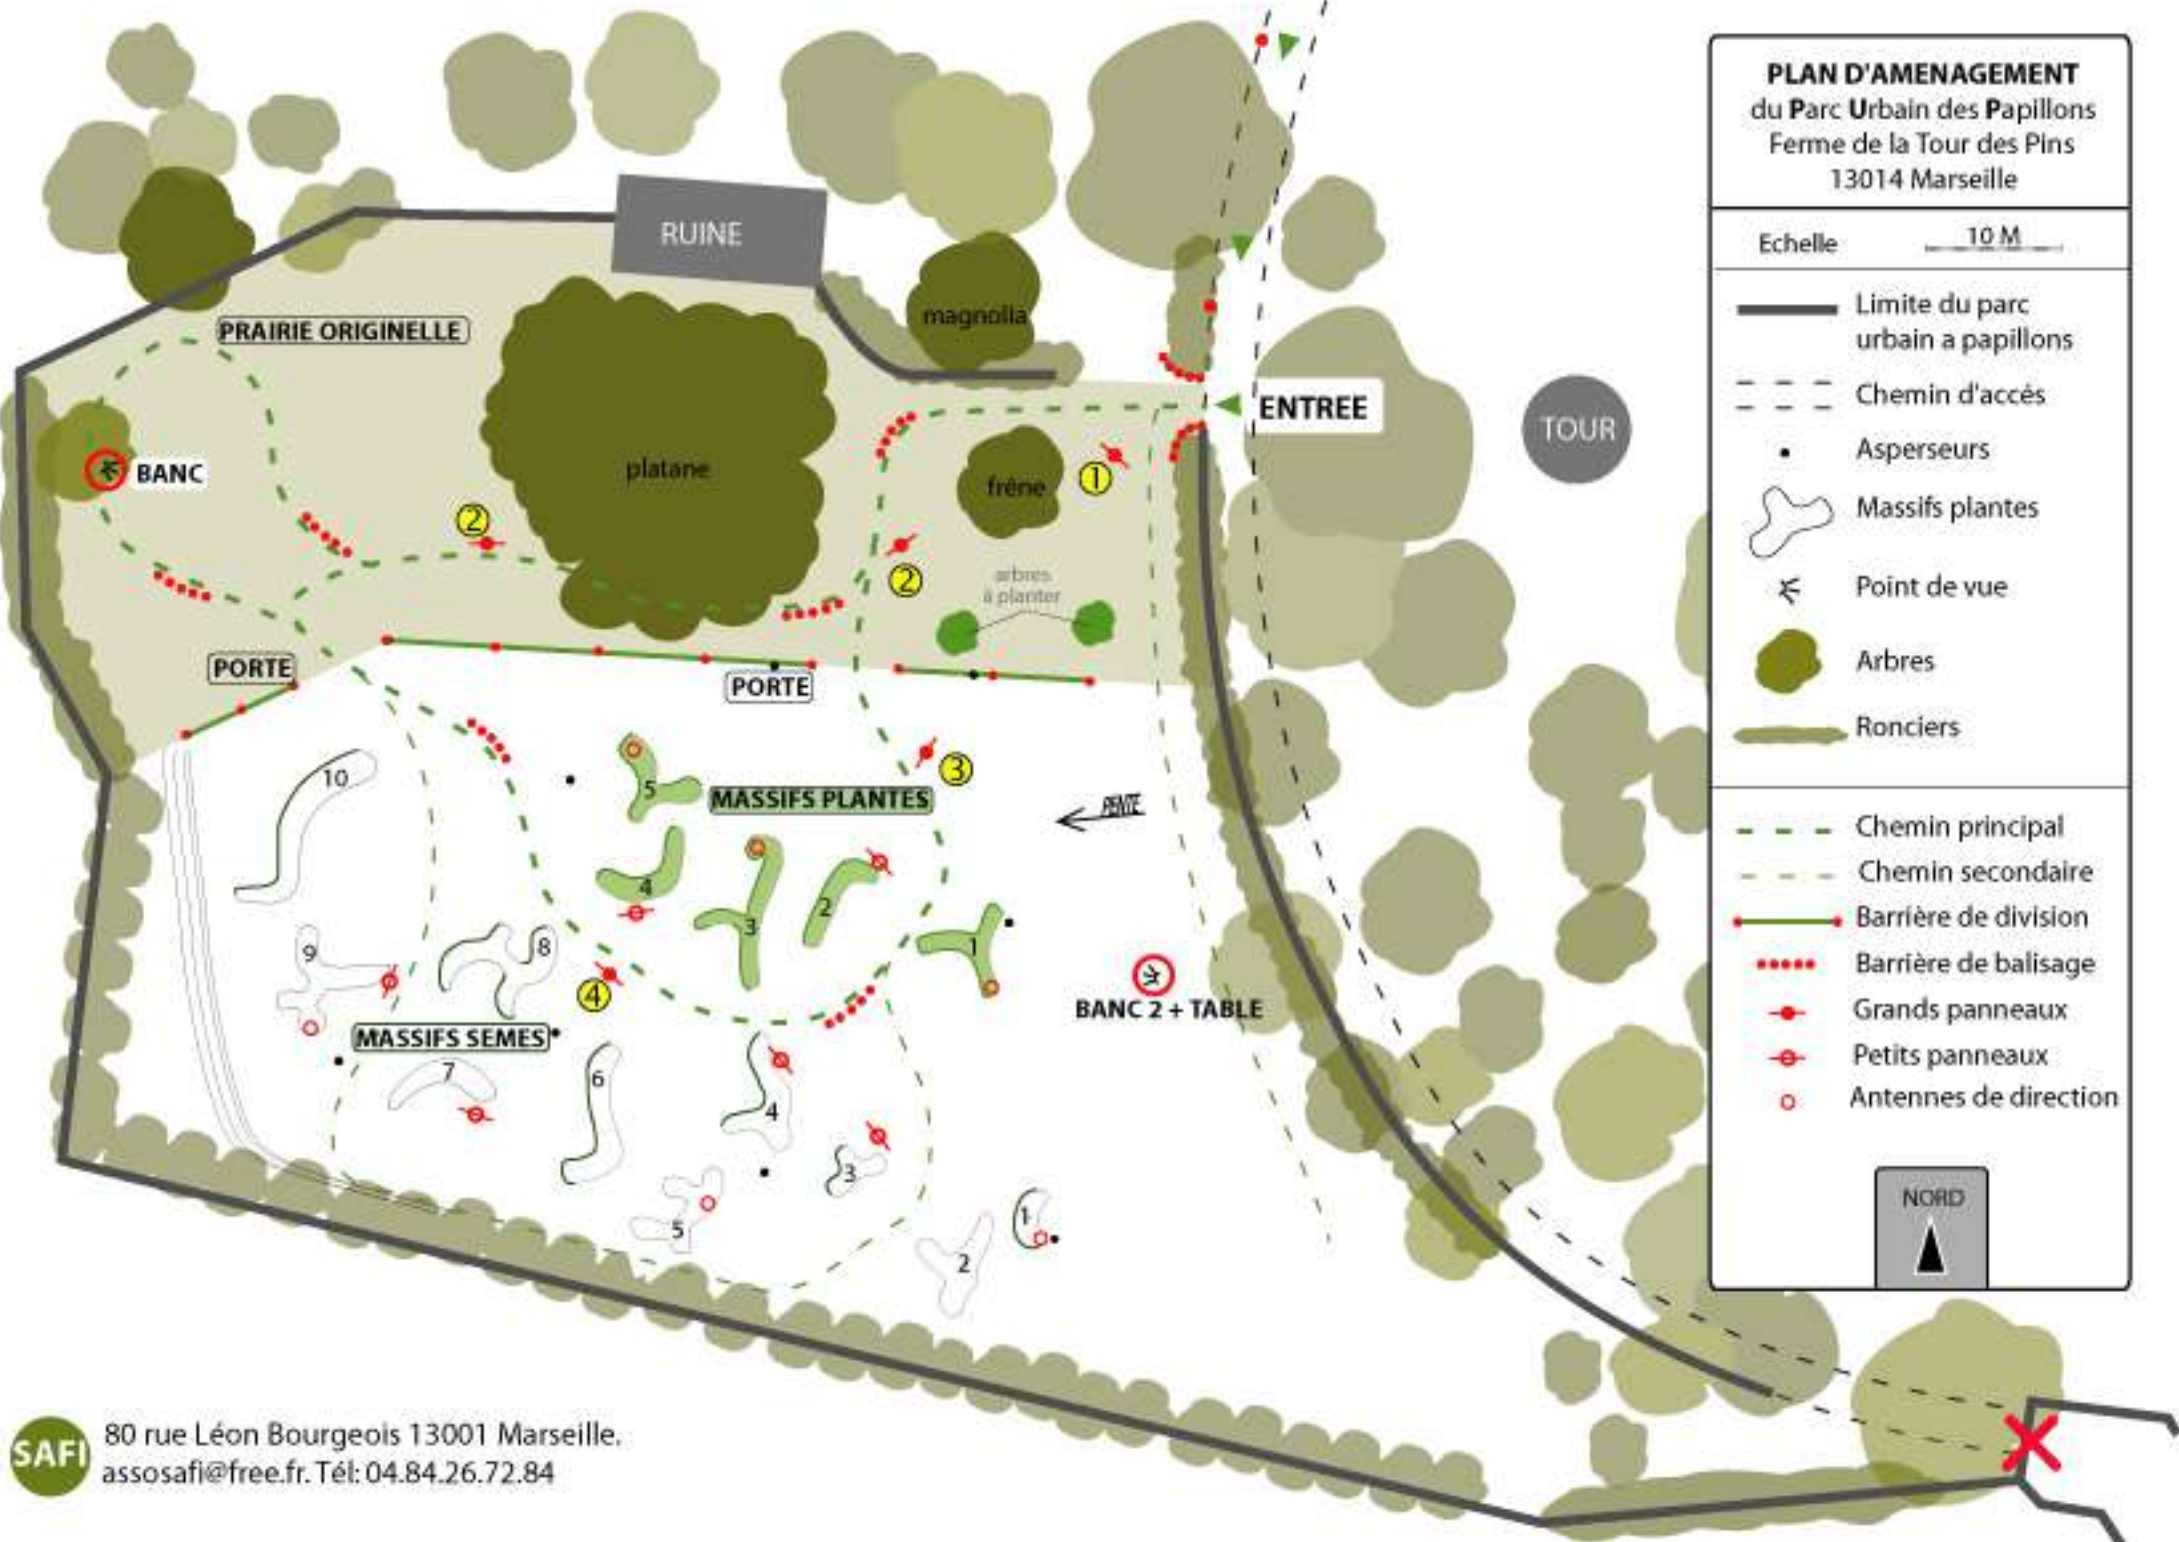 PLAN D'AMENAGEMENT
du Parc Urbain des Papillons
Ferme de la Tour des Pins
13014 Marseille
Echelle 10 M
Limite du parc
urbain a papillons
Chemin d'accés
Asperseurs
Massifs plantes
Point de vue
Arbres
Ronciers
Chemin principal
Chemin secondaire
Barrière de division
Barrière de balisage
Grands panneaux
Petits panneaux
Antennes de direction
NORD
RUINE
magnolia
PRAIRIE ORIGINELLE
ENTREE
TOUR
BANC
platane
frêne
1
2
2
arbres
à planter
PORTE
PORTE
3
10
5
MASSIFS PLANTES
PENTE
4
3
2
1
9
8
4
BANC 2 + TABLE
MASSIFS SEMES
7
6
4
3
5
2
1
SAFI
80 rue Léon Bourgeois 13001 Marseille.
assosafi@free.fr. Tél: 04.84.26.72.84